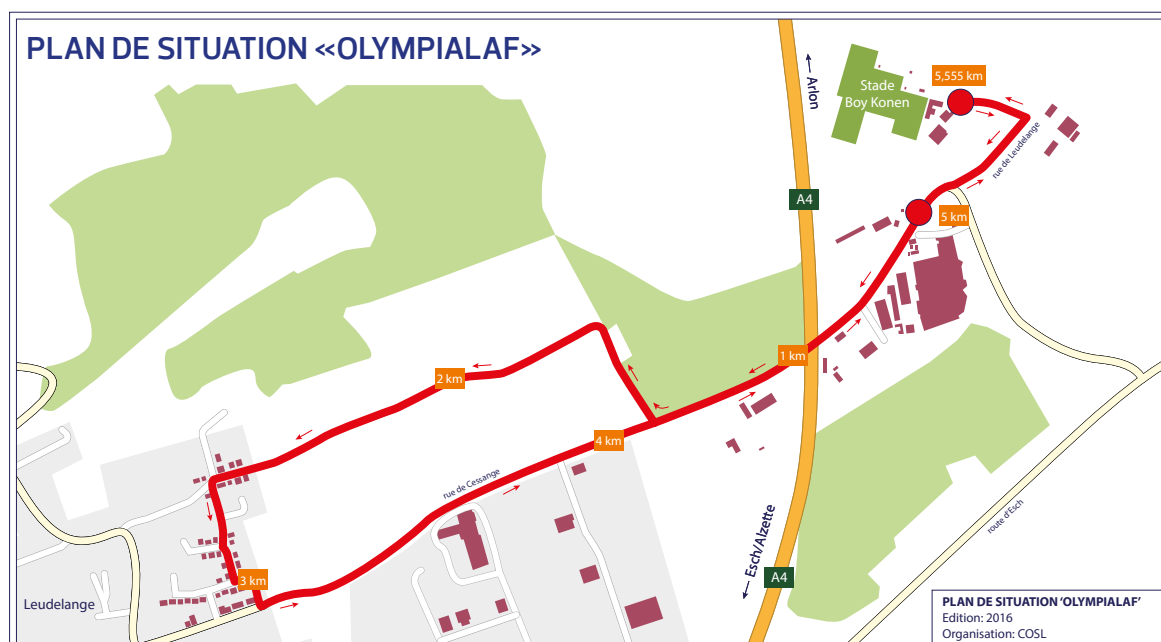 PLAN DE SITUATION «OLYMPIALAF»
← Arlon
Stade
Boy Konen
5,555 km
rue de Leudelange
A4
5 km
1 km
2 km
4 km
rue de Cessange
3 km
Leudelange
← Esch/Alzette
A4
route d'Esch
PLAN DE SITUATION 'OLYMPIALAF'
Edition: 2016
Organisation: COSL